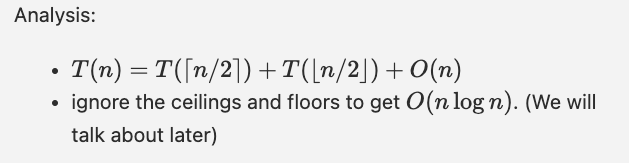 Analysis:
• T(n) = T(⌈n/2⌉) + T(⌊n/2⌋) + O(n)
• ignore the ceilings and floors to get O(n log n). (We will
talk about later)